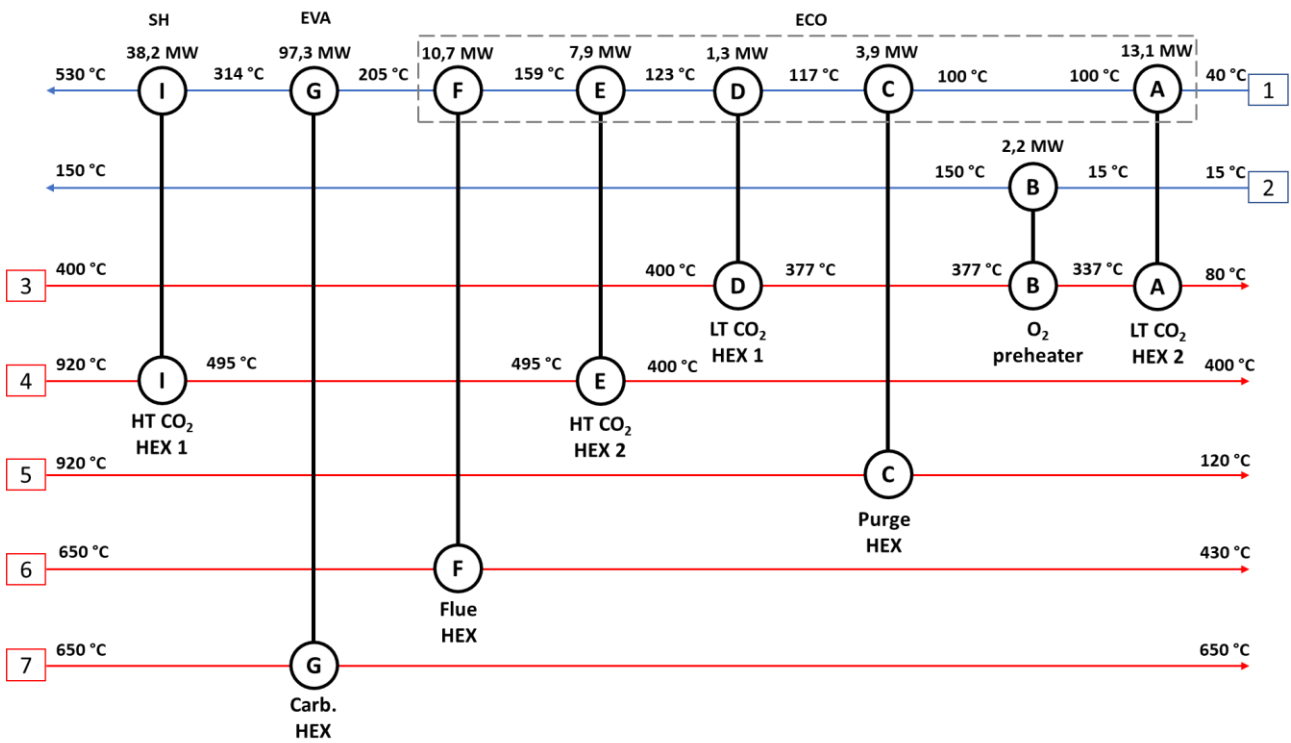 SH EVA ECO
38,2 MW 97,3 MW 10,7 MW 7,9 MW 1,3 MW 3,9 MW 13,1 MW
530 °C 314 °C 205 °C 159 °C 123 °C 117 °C 100 °C 100 °C 40 °C
I G F E D C A 1
2,2 MW
150 °C 150 °C 15 °C 15 °C
B 2
400 °C 400 °C 377 °C 377 °C 337 °C 80 °C
3 D B A
LT CO₂ O₂ LT CO₂
HEX 1 preheater HEX 2
920 °C 495 °C 495 °C 400 °C 400 °C
4 I E
HT CO₂ HT CO₂
HEX 1 HEX 2
920 °C 120 °C
5 C
Purge
HEX
650 °C 430 °C
6 F
Flue
HEX
650 °C 650 °C
7 G
Carb.
HEX